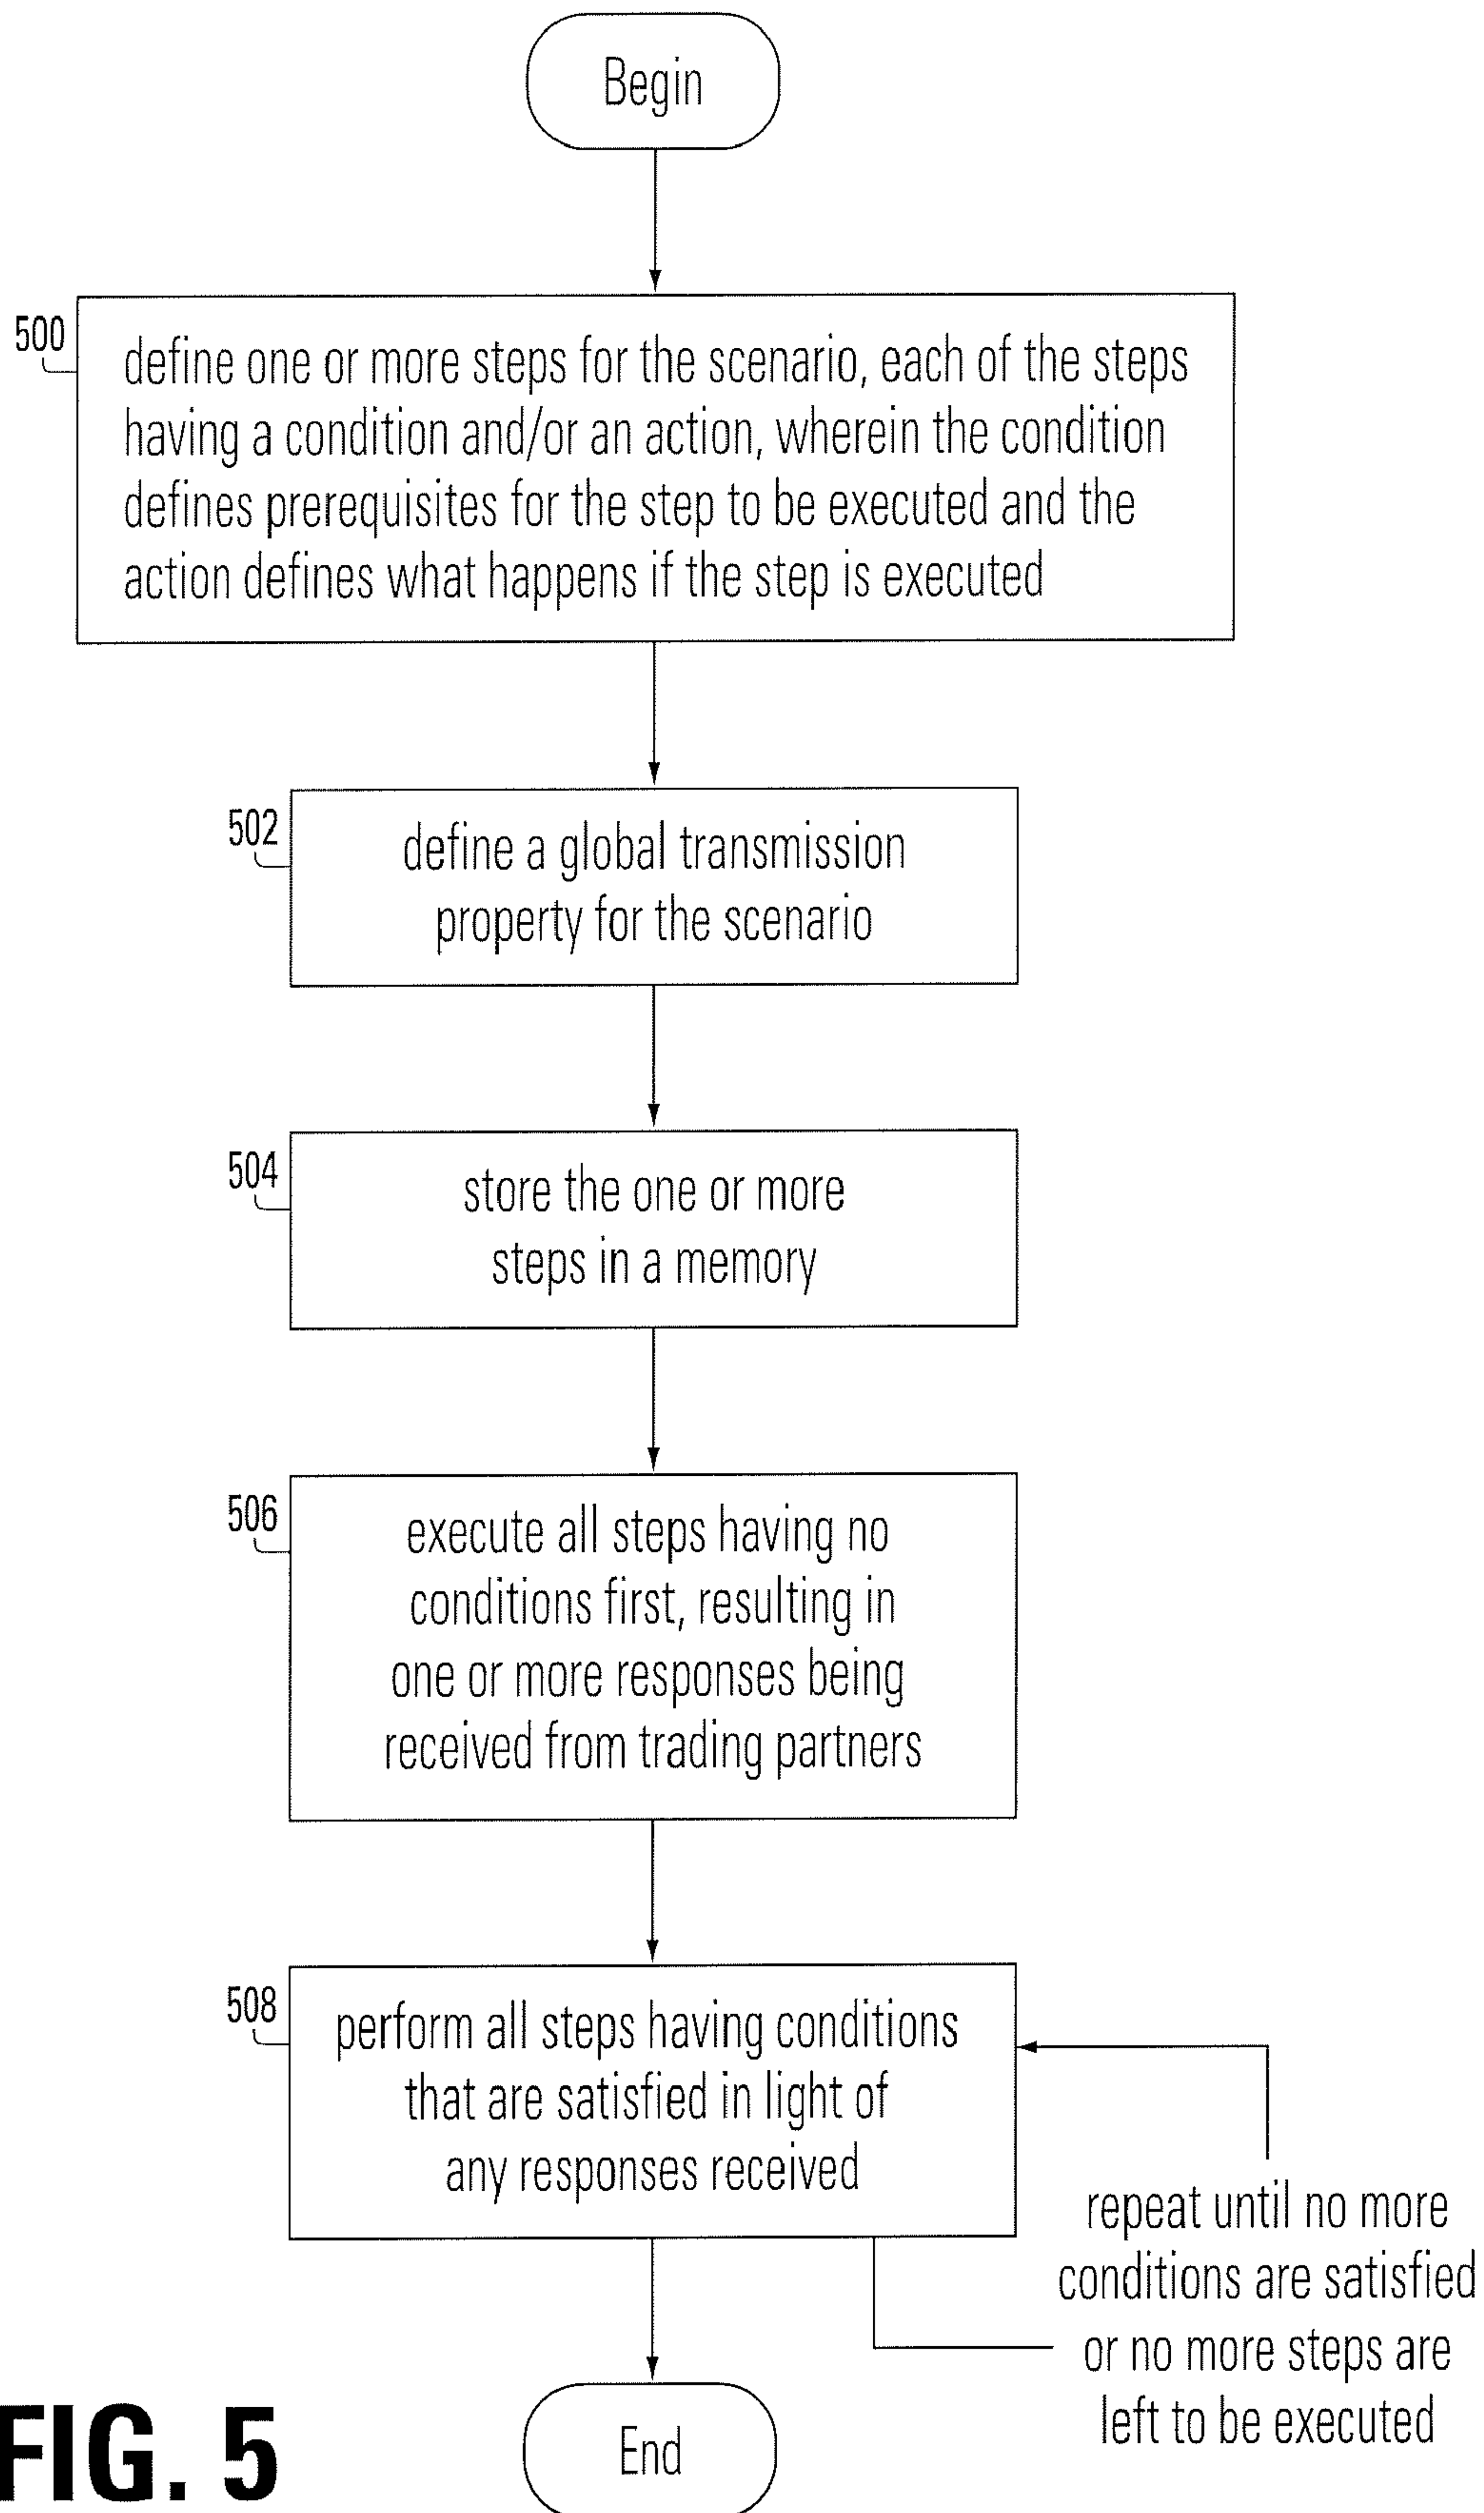 Begin
500
define one or more steps for the scenario, each of the steps
having a condition and/or an action, wherein the condition
defines prerequisites for the step to be executed and the
action defines what happens if the step is executed
502
define a global transmission
property for the scenario
504
store the one or more
steps in a memory
506
execute all steps having no
conditions first, resulting in
one or more responses being
received from trading partners
508
perform all steps having conditions
that are satisfied in light of
any responses received
repeat until no more
conditions are satisfied
or no more steps are
left to be executed
End
FIG. 5